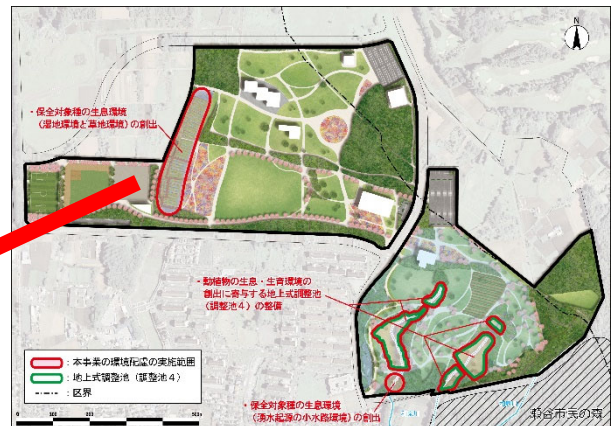 N
・保全対象種の生息環境
（湿地環境と草地環境）の創出
・動植物の生息・生育環境の
創出に寄与する地上式調整池
（調整池４）の整備
：本事業の環境配慮の実施範囲
：地上式調整池（調整池４）
：区界
・保全対象種の生息環境
（湧水起源の小水路環境）の創出
瀬谷市民の森